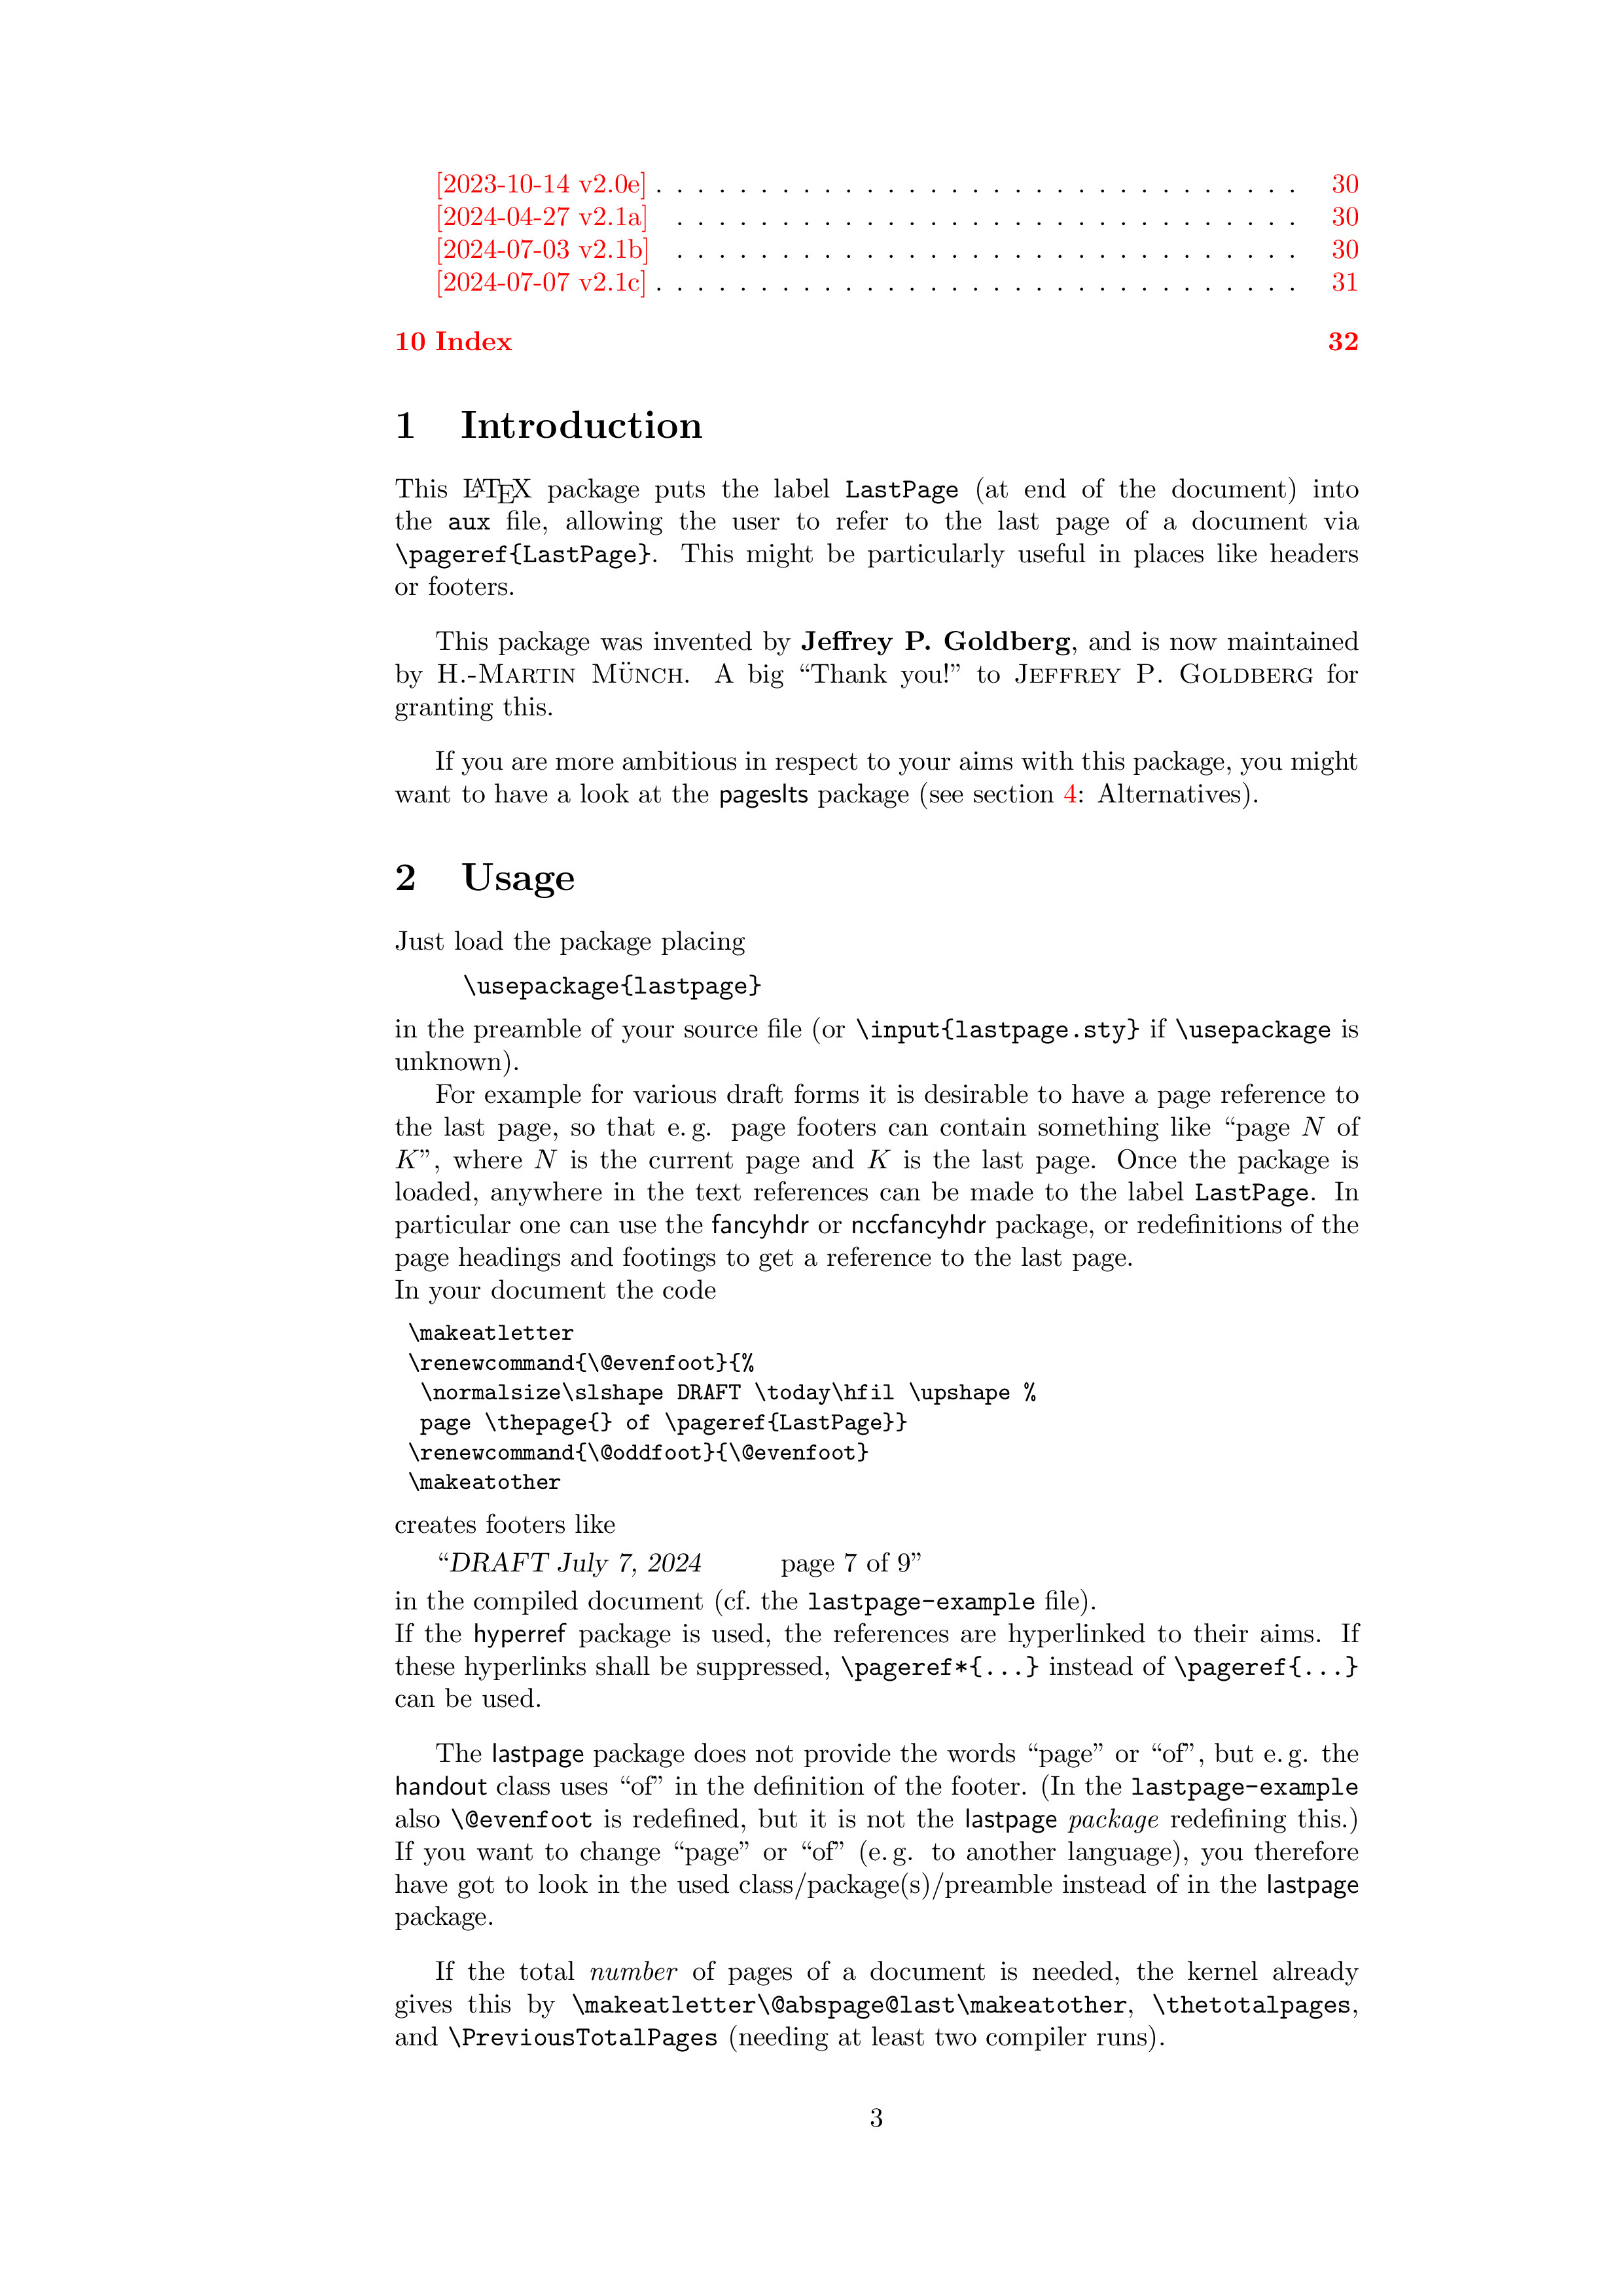 [2023-10-14 v2.0e] . . . . . . . . . . . . . . . . . . . . . . . . . . . . . . . 30
[2024-04-27 v2.1a] . . . . . . . . . . . . . . . . . . . . . . . . . . . . . . 30
[2024-07-03 v2.1b] . . . . . . . . . . . . . . . . . . . . . . . . . . . . . . 30
[2024-07-07 v2.1c] . . . . . . . . . . . . . . . . . . . . . . . . . . . . . . . 31
10 Index 32
1 Introduction
This LATEX package puts the label LastPage (at end of the document) into
the aux file, allowing the user to refer to the last page of a document via
\pageref{LastPage}. This might be particularly useful in places like headers
or footers.
This package was invented by Jeffrey P. Goldberg, and is now maintained
by H.-Martin Münch. A big “Thank you!” to Jeffrey P. Goldberg for
granting this.
If you are more ambitious in respect to your aims with this package, you might
want to have a look at the pageslts package (see section 4: Alternatives).
2 Usage
Just load the package placing
\usepackage{lastpage}
in the preamble of your source file (or \input{lastpage.sty} if \usepackage is
unknown).
For example for various draft forms it is desirable to have a page reference to
the last page, so that e. g. page footers can contain something like “page N of
K”, where N is the current page and K is the last page. Once the package is
loaded, anywhere in the text references can be made to the label LastPage. In
particular one can use the fancyhdr or nccfancyhdr package, or redefinitions of the
page headings and footings to get a reference to the last page.
In your document the code
\makeatletter
\renewcommand{\@evenfoot}{%
\normalsize\slshape DRAFT \today\hfil \upshape %
page \thepage{} of \pageref{LastPage}}
\renewcommand{\@oddfoot}{\@evenfoot}
\makeatother
creates footers like
“DRAFT July 7, 2024 page 7 of 9”
in the compiled document (cf. the lastpage-example file).
If the hyperref package is used, the references are hyperlinked to their aims. If
these hyperlinks shall be suppressed, \pageref*{...} instead of \pageref{...}
can be used.
The lastpage package does not provide the words “page” or “of”, but e. g. the
handout class uses “of” in the definition of the footer. (In the lastpage-example
also \@evenfoot is redefined, but it is not the lastpage package redefining this.)
If you want to change “page” or “of” (e. g. to another language), you therefore
have got to look in the used class/package(s)/preamble instead of in the lastpage
package.
If the total number of pages of a document is needed, the kernel already
gives this by \makeatletter\@abspage@last\makeatother, \thetotalpages,
and \PreviousTotalPages (needing at least two compiler runs).
3